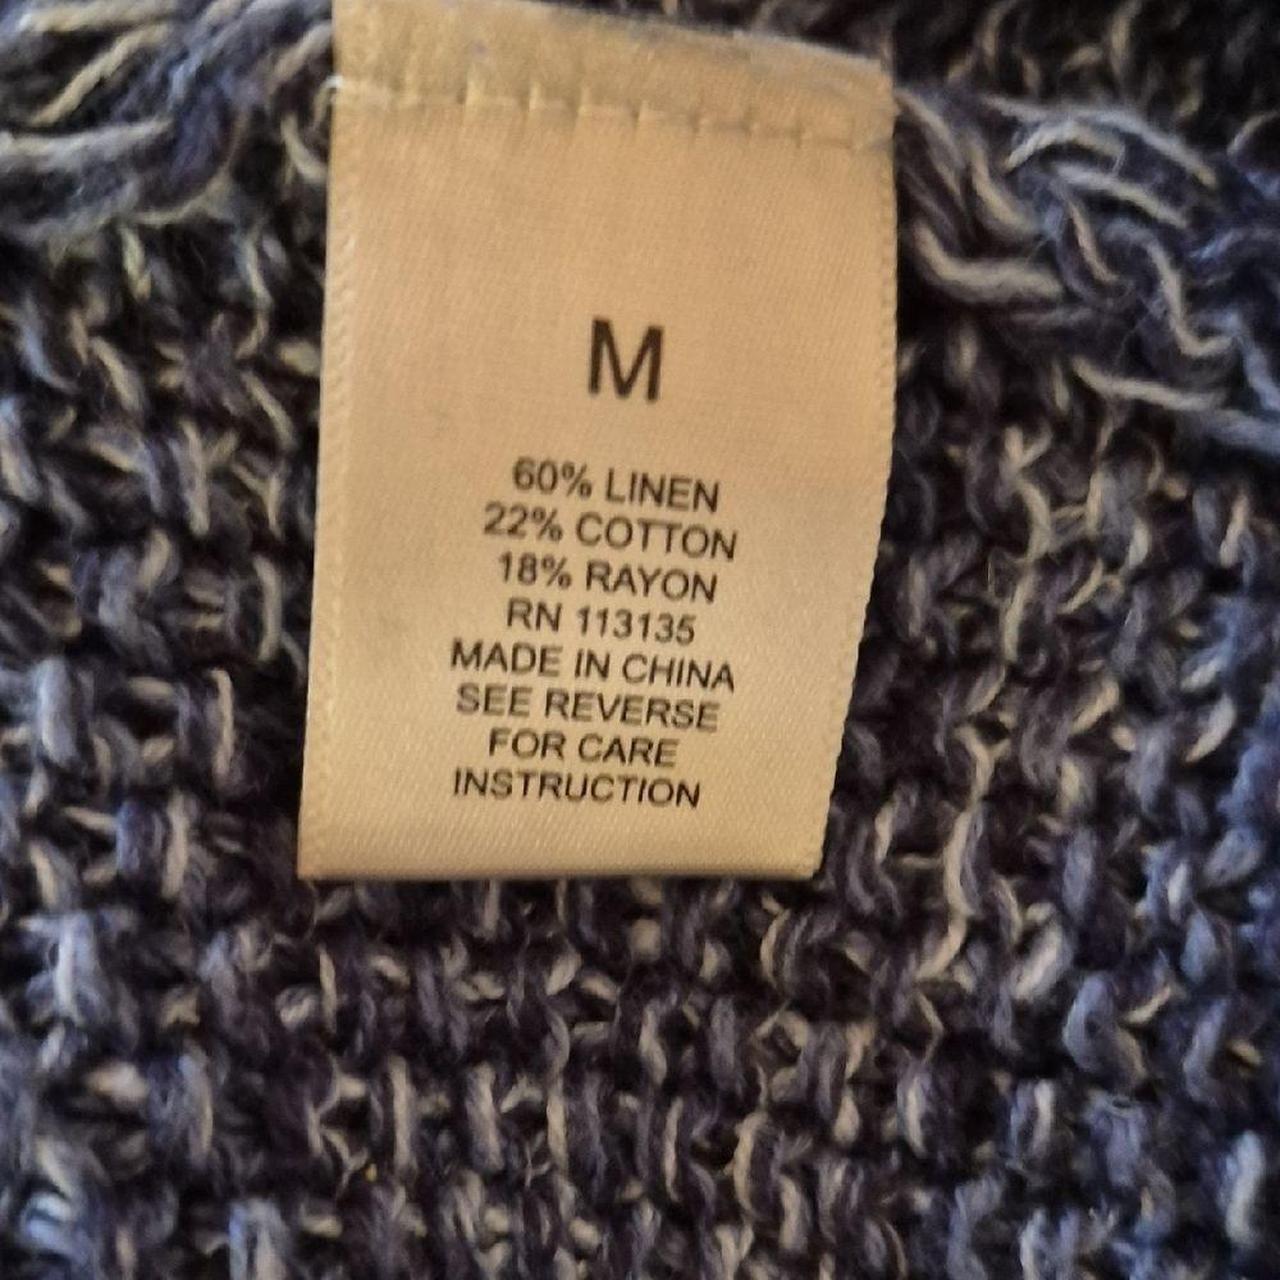 M
60% LINEN
22% COTTON
18% RAYON
RN 113135
MADE IN CHINA
SEE REVERSE
FOR CARE
INSTRUCTION